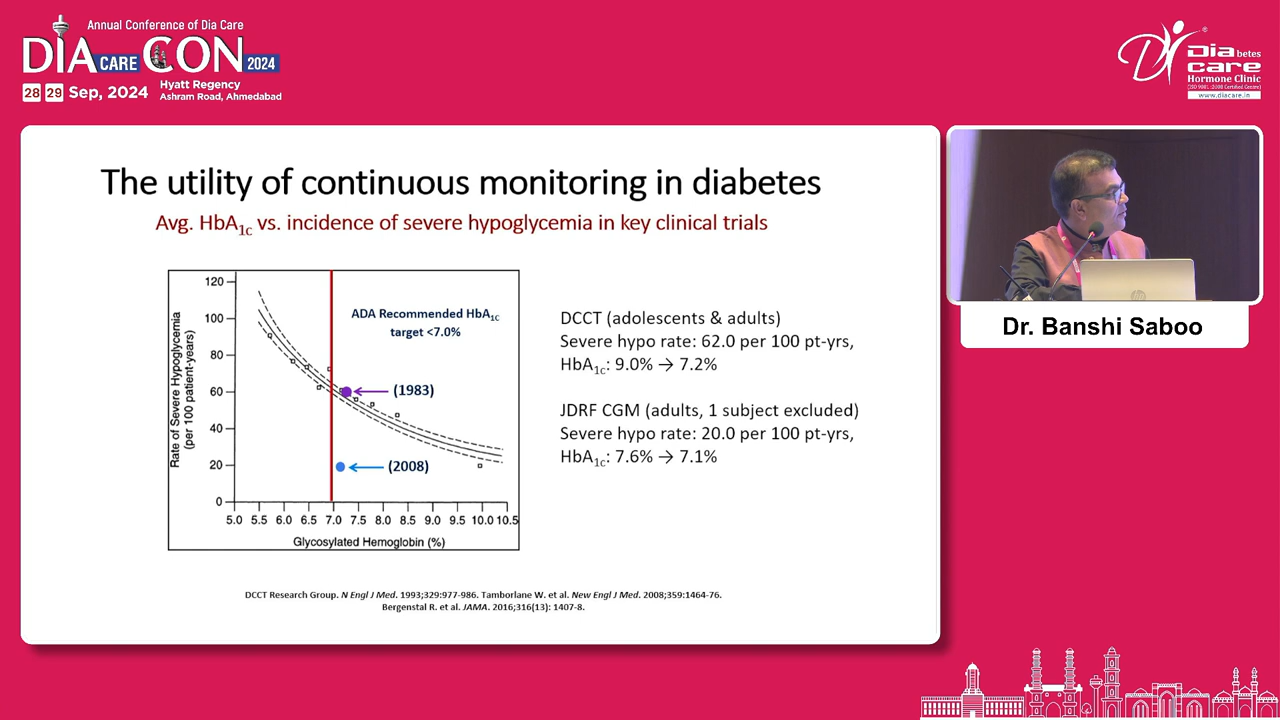 Annual Conference of Dia Care
DIA CARE CON 2024
28 29 Sep, 2024
Hyatt Regency
Ashram Road, Ahmedabad
Diabetes
care
Hormone Clinic
(ISO 9001:2008 Certified Centre)
www.diacare.in
The utility of continuous monitoring in diabetes
Avg. HbA1c vs. incidence of severe hypoglycemia in key clinical trials
Rate of Severe Hypoglycemia
(per 100 patient-years)
120
100
80
60
40
20
0
ADA Recommended HbA1c
target <7.0%
(1983)
(2008)
5.0 5.5 6.0 6.5 7.0 7.5 8.0 8.5 9.0 9.5 10.0 10.5
Glycosylated Hemoglobin (%)
DCCT (adolescents & adults)
Severe hypo rate: 62.0 per 100 pt-yrs,
HbA1c: 9.0% → 7.2%
JDRF CGM (adults, 1 subject excluded)
Severe hypo rate: 20.0 per 100 pt-yrs,
HbA1c: 7.6% → 7.1%
DCCT Research Group. N Engl J Med. 1993;329:977-986. Tamborlane W. et al. New Engl J Med. 2008;359:1464-76.
Bergenstal R. et al. JAMA. 2016;316(13): 1407-8.
Dr. Banshi Saboo